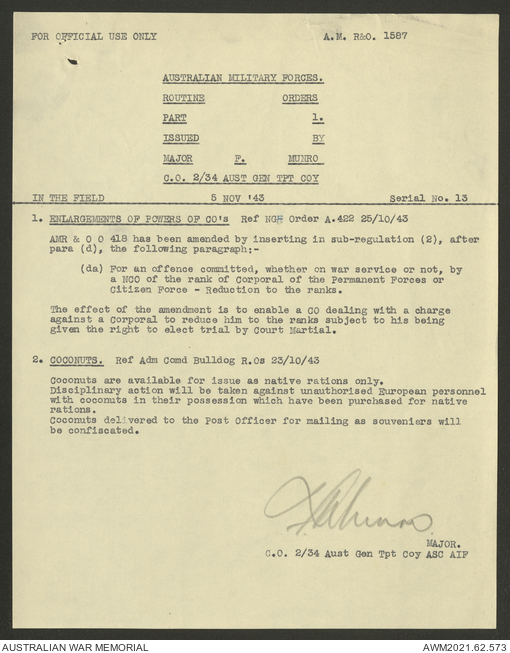 FOR OFFICIAL USE ONLY A.M. R&O. 1587
AUSTRALIAN MILITARY FORCES.
ROUTINE ORDERS
PART 1.
ISSUED BY
MAJOR F. MUNRO
C.O. 2/34 AUST GEN TPT COY
IN THE FIELD 5 NOV '43 Serial No. 13
1. ENLARGEMENTS OF POWERS OF CO's Ref NGF Order A.422 25/10/43
AMR & O O 418 has been amended by inserting in sub-regulation (2), after
para (d), the following paragraph:-
(da) For an offence committed, whether on war service or not, by
a NCO of the rank of Corporal of the Permanent Forces or
Citizen Force - Reduction to the ranks.
The effect of the amendment is to enable a CO dealing with a charge
against a Corporal to reduce him to the ranks subject to his being
given the right to elect trial by Court Martial.
2. COCONUTS. Ref Adm Comd Bulldog R.Os 23/10/43
Coconuts are available for issue as native rations only.
Disciplinary action will be taken against unauthorised European personnel
with coconuts in their possession which have been purchased for native
rations.
Coconuts delivered to the Post Officer for mailing as souveniers will
be confiscated.
MAJOR.
C.O. 2/34 Aust Gen Tpt Coy ASC AIF
AUSTRALIAN WAR MEMORIAL AWM2021.62.573